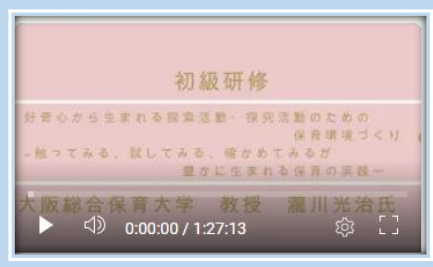 初級研修
好奇心から生まれる探索活動・探究活動のための
保育環境づくり
–触ってみる、試してみる、確かめてみるが
豊かに生まれる保育の実践–
大阪総合保育大学 教授 瀧川光治氏
0:00:00 / 1:27:13